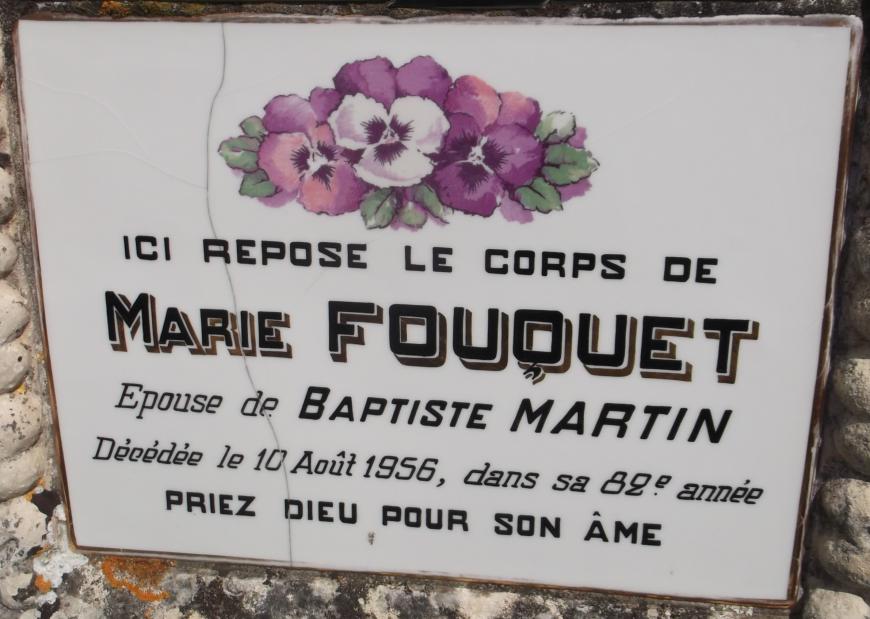 ICI REPOSE LE CORPS DE
MARIE FOUQUET
Epouse de BAPTISTE MARTIN
Décédée le 10 Août 1956, dans sa 82e année
PRIEZ DIEU POUR SON ÂME